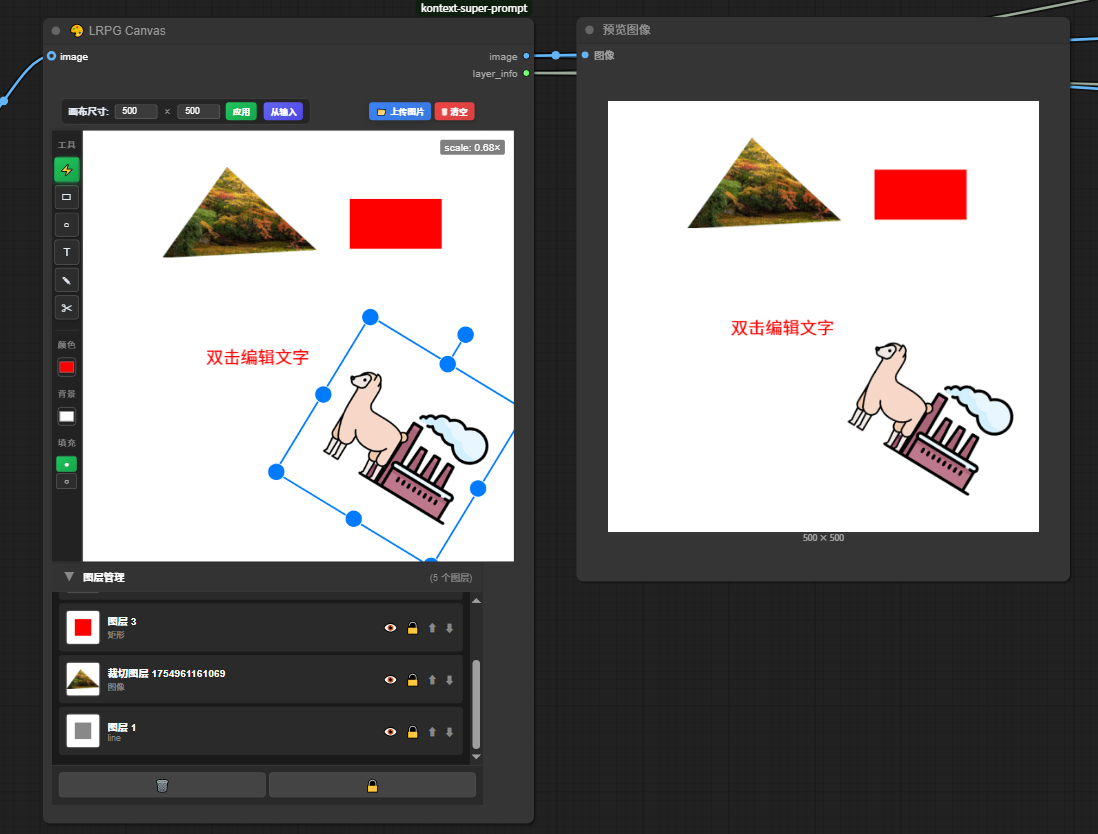 kontext-super-prompt
LRPG Canvas
image
image
layer_info
画布尺寸: 500 × 500 应用 从输入 上传图片 清空
工具
scale: 0.68×
T
颜色
背景
填充
双击编辑文字
图层管理 (5 个图层)
图层 3
矩形
裁切图层 1754961161069
图像
图层 1
line
预览图像
图像
双击编辑文字
500 × 500